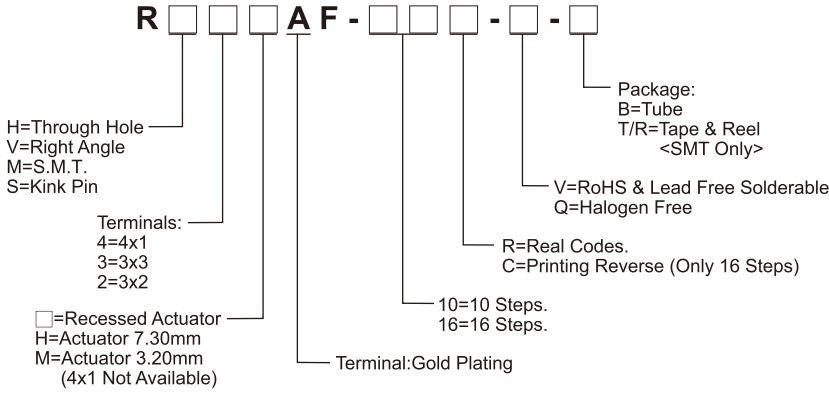 R□□□AF-□□□-□-□
H=Through Hole
V=Right Angle
M=S.M.T.
S=Kink Pin
Terminals:
4=4x1
3=3x3
2=3x2
□=Recessed Actuator
H=Actuator 7.30mm
M=Actuator 3.20mm
(4x1 Not Available)
Terminal:Gold Plating
10=10 Steps.
16=16 Steps.
R=Real Codes.
C=Printing Reverse (Only 16 Steps)
V=RoHS & Lead Free Solderable
Q=Halogen Free
Package:
B=Tube
T/R=Tape & Reel
<SMT Only>